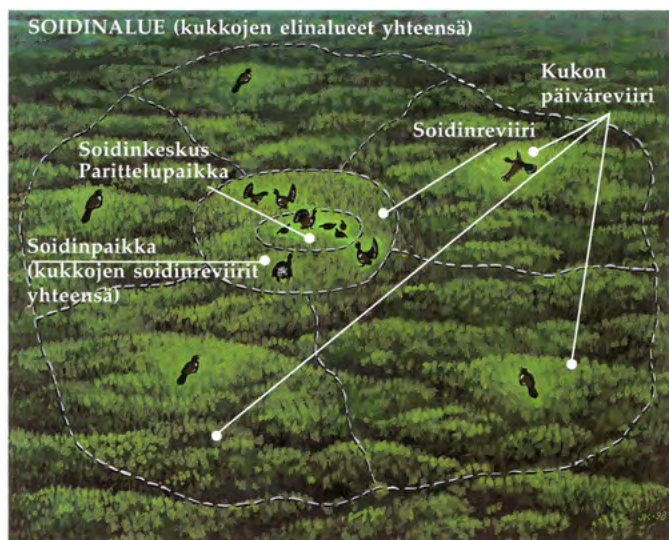 SOIDINALUE (kukkojen elinalueet yhteensä)
Kukon
päiväreviiri
Soidinreviiri
Soidinkeskus
Parittelupaikka
Soidinpaikka
(kukkojen soidinreviirit
yhteensä)